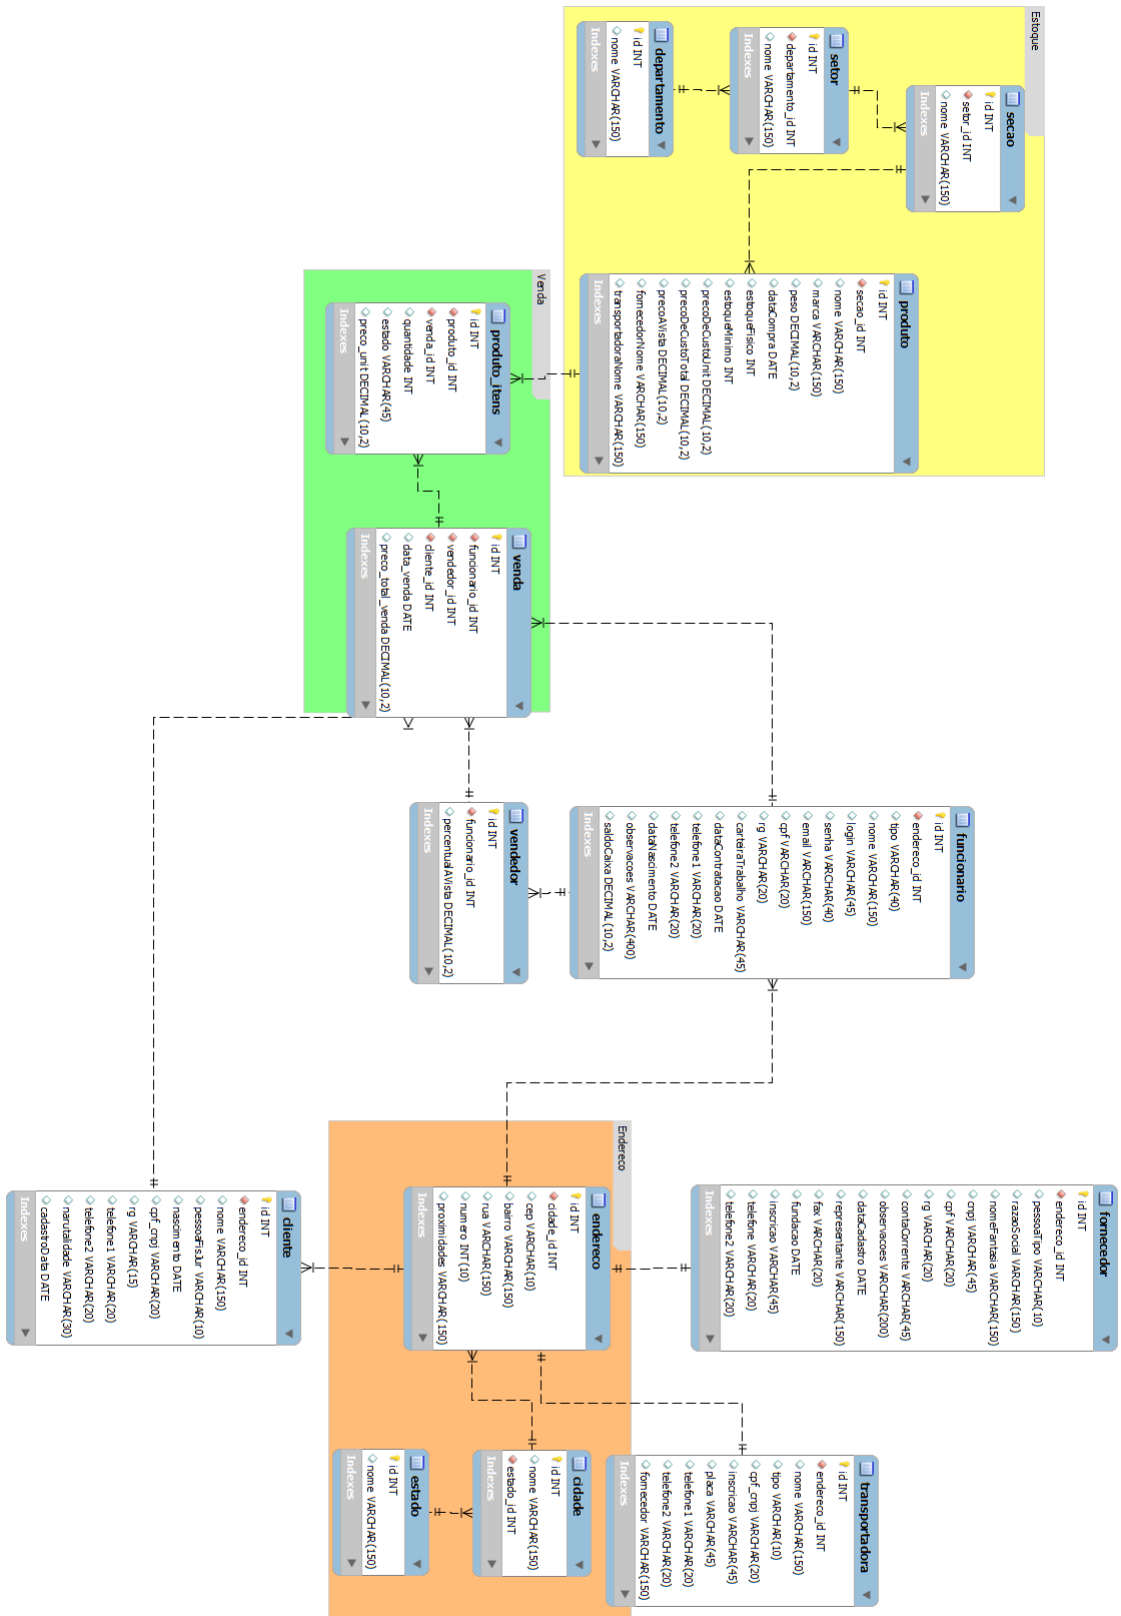 Estoque
secao
id INT
setor_id INT
nome VARCHAR(150)
Indexes
setor
id INT
departamento_id INT
nome VARCHAR(150)
Indexes
departamento
id INT
nome VARCHAR(150)
Indexes
produto
id INT
secao_id INT
nome VARCHAR(150)
marca VARCHAR(150)
peso DECIMAL(10,2)
dataCompra DATE
estoqueFisico INT
estoqueMinimo INT
precoDeCustoUnit DECIMAL(10,2)
precoDeCustoTotal DECIMAL(10,2)
precoAVista DECIMAL(10,2)
fornecedorNome VARCHAR(150)
transportadoraNome VARCHAR(150)
Indexes
Venda
produto_itens
id INT
produto_id INT
venda_id INT
quantidade INT
estado VARCHAR(45)
preco_unit DECIMAL(10,2)
Indexes
venda
id INT
funcionario_id INT
vendedor_id INT
cliente_id INT
data_venda DATE
preco_total_venda DECIMAL(10,2)
Indexes
funcionario
id INT
endereco_id INT
tipo VARCHAR(40)
nome VARCHAR(150)
login VARCHAR(45)
senha VARCHAR(40)
email VARCHAR(150)
cpf VARCHAR(20)
rg VARCHAR(20)
carteiraTrabalho VARCHAR(45)
dataContratacao DATE
telefone1 VARCHAR(20)
telefone2 VARCHAR(20)
dataNascimento DATE
observacoes VARCHAR(400)
saldoCaixa DECIMAL(10,2)
Indexes
vendedor
id INT
funcionario_id INT
percentualAVista DECIMAL(10,2)
Indexes
fornecedor
id INT
endereco_id INT
pessoaTipo VARCHAR(10)
razaoSocial VARCHAR(150)
nomeFantasia VARCHAR(150)
cnpj VARCHAR(45)
cpf VARCHAR(20)
rg VARCHAR(20)
contaCorrente VARCHAR(45)
observacoes VARCHAR(200)
dataCadastro DATE
representante VARCHAR(150)
fax VARCHAR(20)
fundacao DATE
inscricao VARCHAR(45)
telefone VARCHAR(20)
telefone2 VARCHAR(20)
Indexes
Endereco
endereco
id INT
cidade_id INT
cep VARCHAR(10)
bairro VARCHAR(150)
rua VARCHAR(150)
numero INT(10)
proximidades VARCHAR(150)
Indexes
cliente
id INT
endereco_id INT
nome VARCHAR(150)
pessoaFisJur VARCHAR(10)
nascimento DATE
cpf_cnpj VARCHAR(20)
rg VARCHAR(15)
telefone1 VARCHAR(20)
telefone2 VARCHAR(20)
narutalidade VARCHAR(30)
cadastroData DATE
Indexes
transportadora
id INT
endereco_id INT
nome VARCHAR(150)
tipo VARCHAR(10)
cpf_cnpj VARCHAR(20)
inscricao VARCHAR(45)
placa VARCHAR(45)
telefone1 VARCHAR(20)
telefone2 VARCHAR(20)
fornecedor VARCHAR(150)
Indexes
cidade
id INT
nome VARCHAR(150)
estado_id INT
Indexes
estado
id INT
nome VARCHAR(150)
Indexes